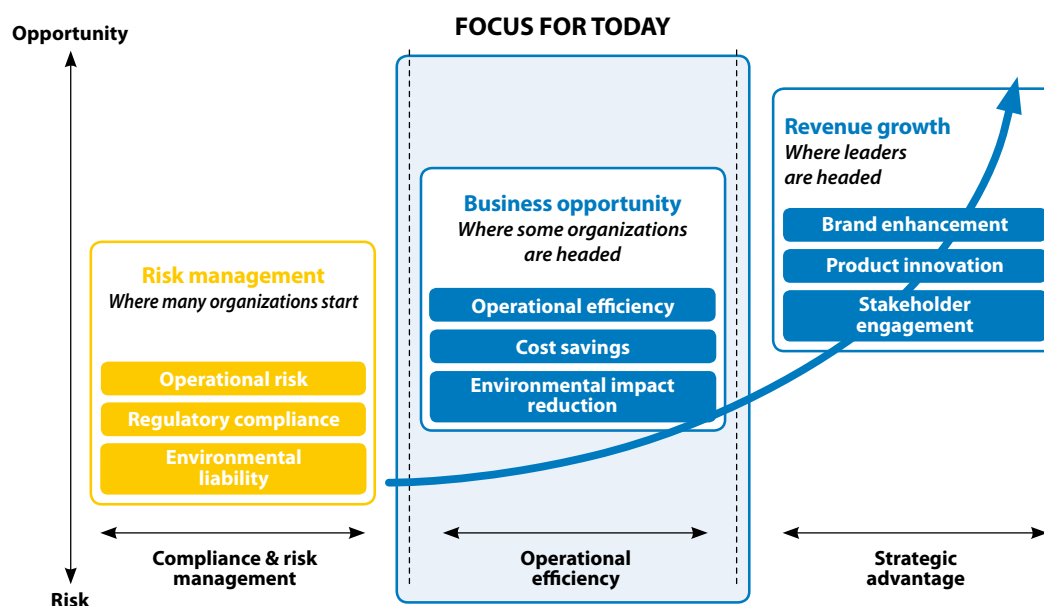 FOCUS FOR TODAY
Opportunity
Risk
Risk management
Where many organizations start
Operational risk
Regulatory compliance
Environmental
liability
Compliance & risk
management
Business opportunity
Where some organizations
are headed
Operational efficiency
Cost savings
Environmental impact
reduction
Operational
efficiency
Revenue growth
Where leaders
are headed
Brand enhancement
Product innovation
Stakeholder
engagement
Strategic
advantage